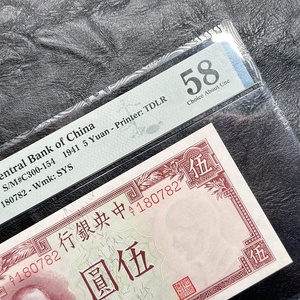 entral Bank of China
S/M#C300-154 1941 5 Yuan - Printer: TDLR
180782 - Wmk: SYS
58
Choice About Unc
行銀央中
180782
180782
伍
圓伍